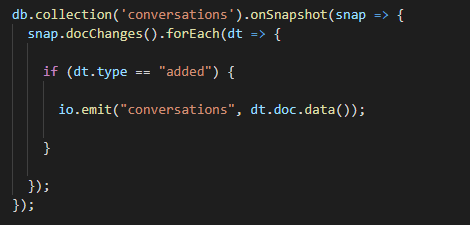 db.collection('conversations').onSnapshot(snap => {
snap.docChanges().forEach(dt => {
if (dt.type == "added") {
io.emit("conversations", dt.doc.data());
}
});
});